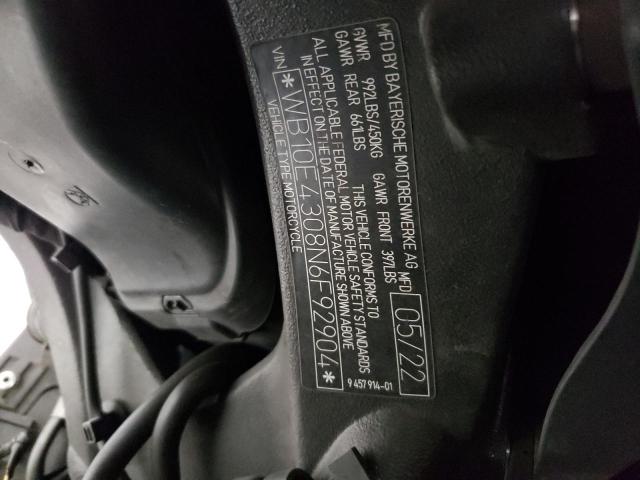 MFD BY BAYERISCHE MOTORENWERKE AG MFD 05/22
GVWR 992LBS/450KG GAWR FRONT 397LBS
GAWR REAR 661LBS THIS VEHICLE CONFORMS TO
ALL APPLICABLE FEDERAL MOTOR VEHICLE SAFETY STANDARDS
IN EFFECT ON THE DATE OF MANUFACTURE SHOWN ABOVE
VIN *WB10E4308N6F92904* 9 457 914-01
VEHICLE TYPE MOTORCYCLE